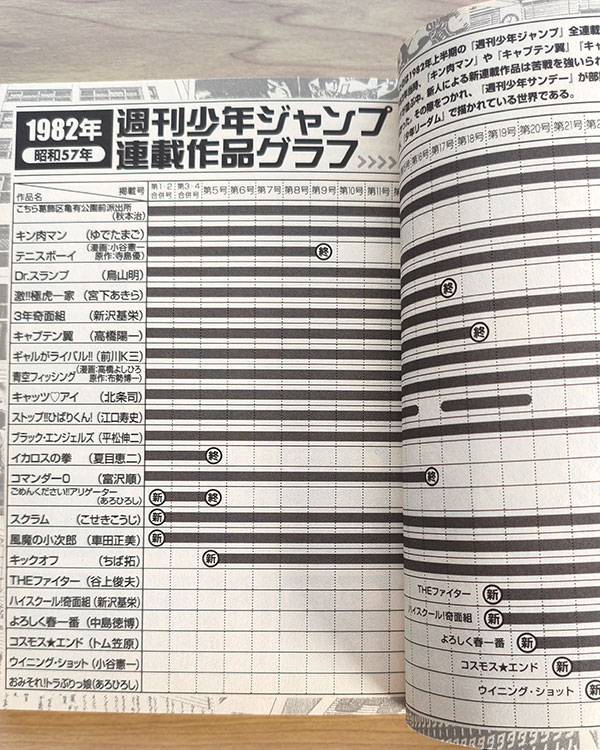 1982年
昭和57年
週刊少年ジャンプ
連載作品グラフ>>>>
作品名
掲載号
第1・2合併号 第3・4合併号 第5号 第6号 第7号 第8号 第9号 第10号 第11号
こちら葛飾区亀有公園前派出所
(秋本治)
キン肉マン (ゆでたまご)
テニスボーイ (漫画:小谷憲一 原作:寺島優)
終
Dr.スランプ (鳥山明)
激!!極虎一家 (宮下あきら)
3年奇面組 (新沢基栄)
キャプテン翼 (高橋陽一)
ギャルがライバル!! (前川K三)
青空フィッシング (漫画:高橋よしひろ 原作:布勢博一)
キャッツ♡アイ (北条司)
ストップ!!ひばりくん! (江口寿史)
ブラック・エンジェルズ (平松伸二)
イカロスの拳 (夏目恵二)
終
コマンダー0 (富沢順)
ごめんください!!アリゲーター
(あろひろし)
新 終
スクラム (こせきこうじ)
新
風魔の小次郎 (車田正美)
新
キックオフ (ちば拓)
新
THEファイター (谷上俊夫)
ハイスクール!奇面組 (新沢基栄)
よろしく春一番 (中島徳博)
コスモス★エンド (トム笠原)
ウイニング・ショット (小谷憲一)
おみそれ!トラぶりっ娘 (あろひろし)
1982年上半期の『週刊少年ジャンプ』全連載
『キン肉マン』や『キャプテン翼』『キャ
新人による新連載作品は苦戦を強いられ
その隙をつかれ、『週刊少年サンデー』が部
年リーダム』で描かれている世界である。
第16号 第17号 第18号 第19号 第20号 第21号
終
終
終
THEファイター 新
ハイスクール!奇面組 新
よろしく春一番 新
コスモス★エンド 新
ウイニング・ショット 新